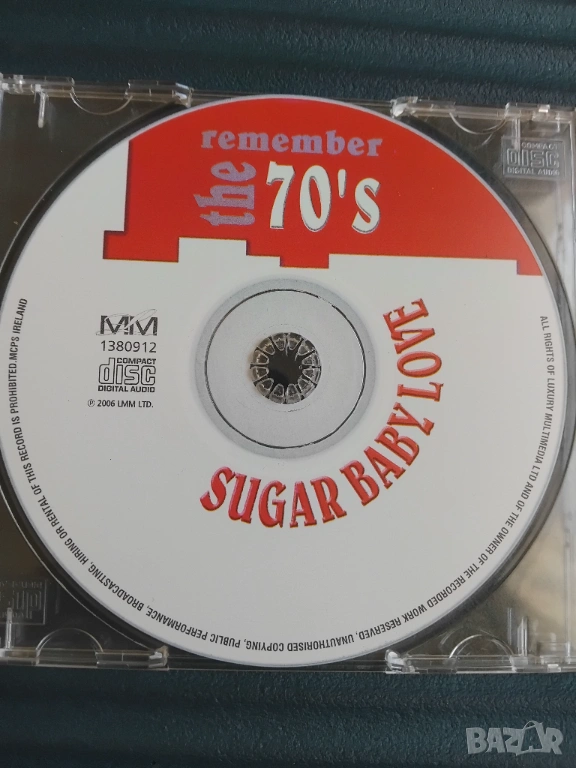 remember
the 70's
COMPACT
disc
DIGITAL AUDIO
MM
1380912
COMPACT
disc
DIGITAL AUDIO
℗ 2006 LMM LTD.
SUGAR BABY LOVE
ALL RIGHTS OF LUXURY MULTIMEDIA LTD AND OF THE OWNER OF THE RECORDED WORK RESERVED. UNAUTHORISED COPYING, PUBLIC PERFORMANCE, BROADCASTING, HIRING OR RENTAL OF THIS RECORD IS PROHIBITED.MCPS IRELAND
BAZAR